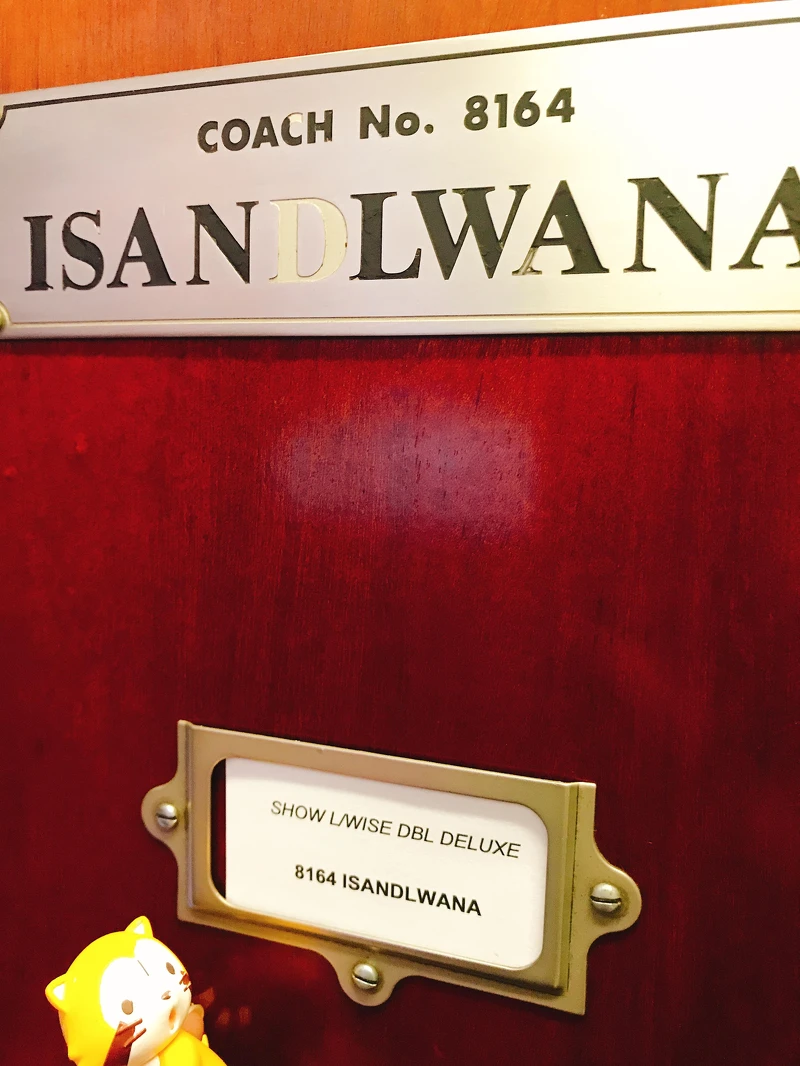 COACH No. 8164
ISANDLWANA
SHOW L/WISE DBL DELUXE
8164 ISANDLWANA